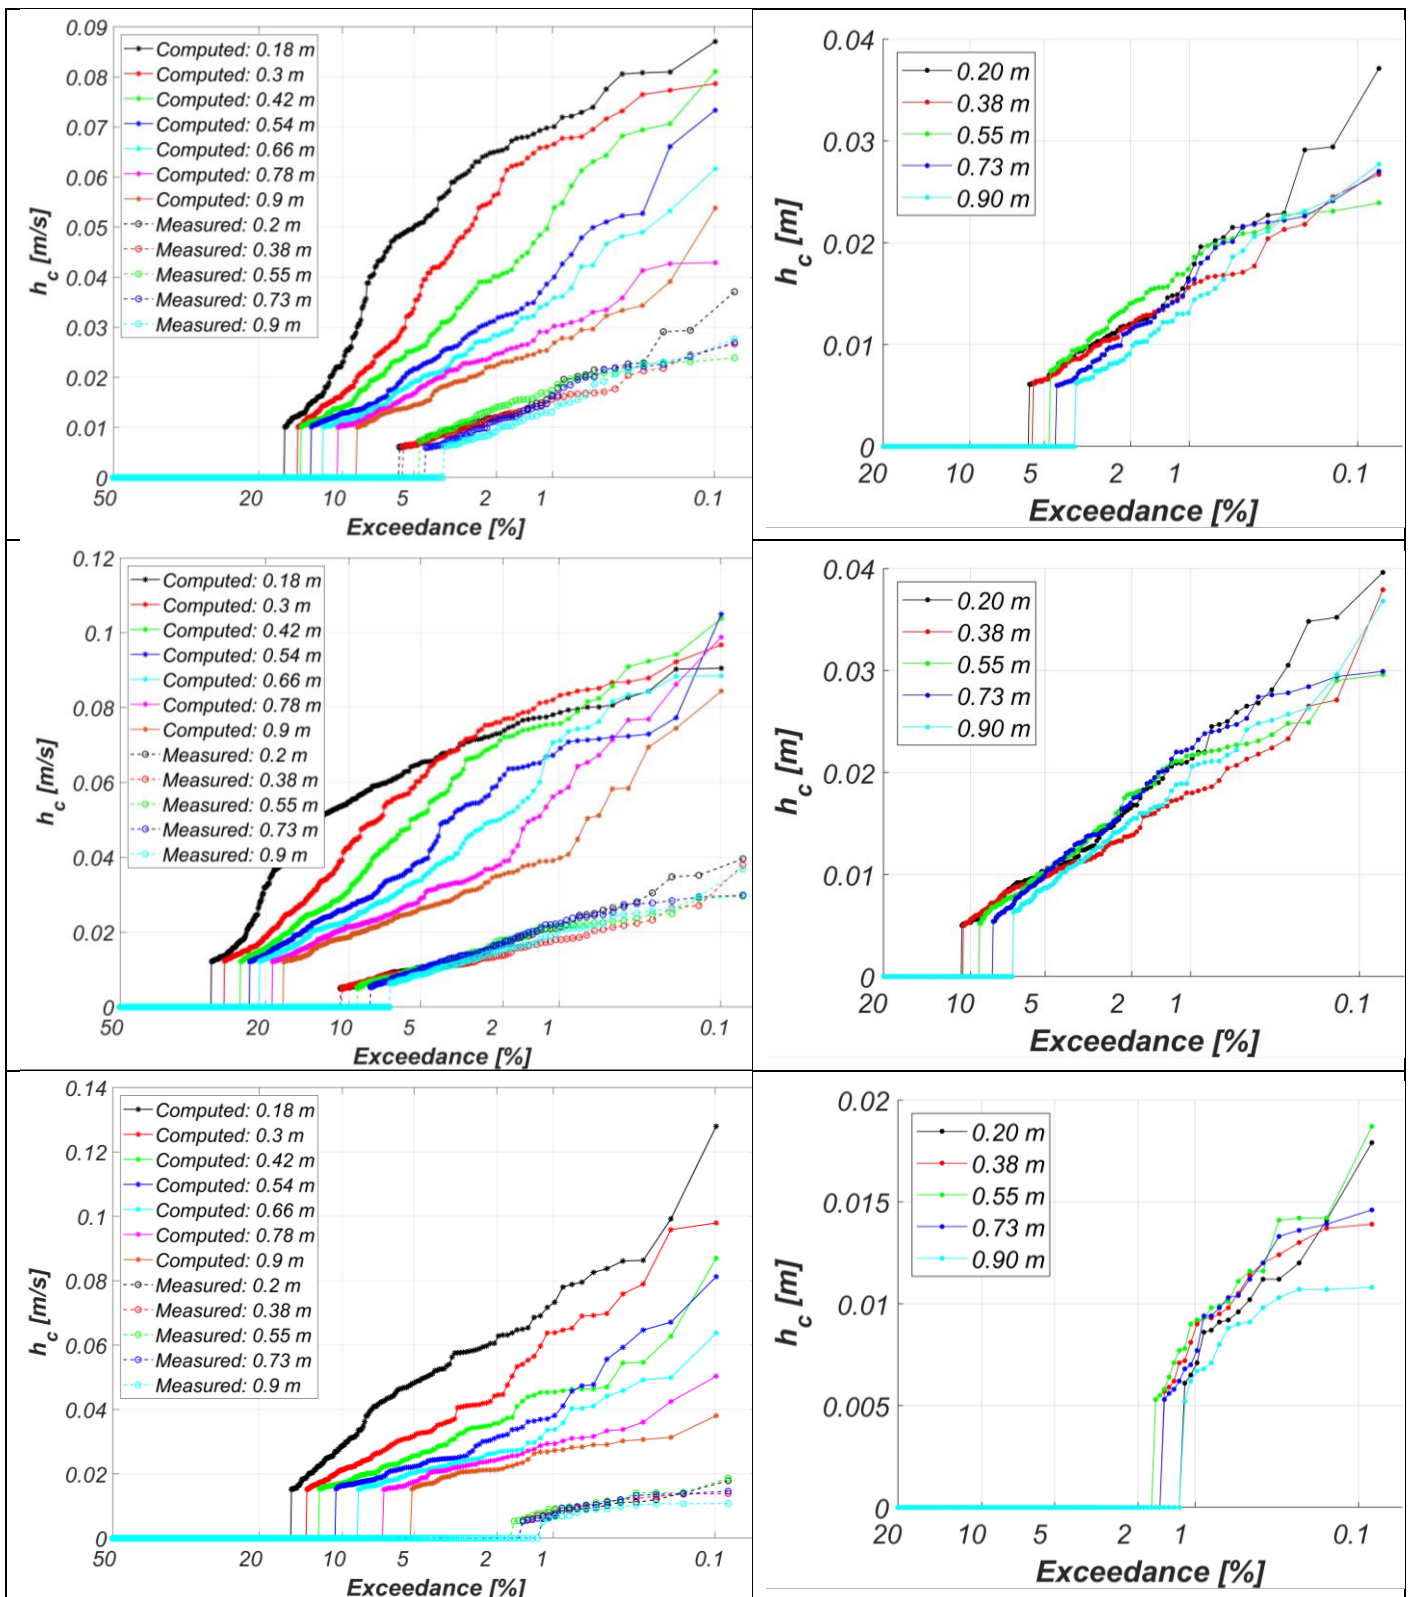 0.09
0.08
0.07
0.06
0.05
0.04
0.03
0.02
0.01
0
h_c [m/s]
Computed: 0.18 m
Computed: 0.3 m
Computed: 0.42 m
Computed: 0.54 m
Computed: 0.66 m
Computed: 0.78 m
Computed: 0.9 m
Measured: 0.2 m
Measured: 0.38 m
Measured: 0.55 m
Measured: 0.73 m
Measured: 0.9 m
50 20 10 5 2 1 0.1
Exceedance [%]
0.04
0.03
0.02
0.01
0
h_c [m]
0.20 m
0.38 m
0.55 m
0.73 m
0.90 m
20 10 5 2 1 0.1
Exceedance [%]
0.12
0.1
0.08
0.06
0.04
0.02
0
h_c [m/s]
Computed: 0.18 m
Computed: 0.3 m
Computed: 0.42 m
Computed: 0.54 m
Computed: 0.66 m
Computed: 0.78 m
Computed: 0.9 m
Measured: 0.2 m
Measured: 0.38 m
Measured: 0.55 m
Measured: 0.73 m
Measured: 0.9 m
50 20 10 5 2 1 0.1
Exceedance [%]
0.04
0.03
0.02
0.01
0
h_c [m]
0.20 m
0.38 m
0.55 m
0.73 m
0.90 m
20 10 5 2 1 0.1
Exceedance [%]
0.14
0.12
0.1
0.08
0.06
0.04
0.02
0
h_c [m/s]
Computed: 0.18 m
Computed: 0.3 m
Computed: 0.42 m
Computed: 0.54 m
Computed: 0.66 m
Computed: 0.78 m
Computed: 0.9 m
Measured: 0.2 m
Measured: 0.38 m
Measured: 0.55 m
Measured: 0.73 m
Measured: 0.9 m
50 20 10 5 2 1 0.1
Exceedance [%]
0.02
0.015
0.01
0.005
0
h_c [m]
0.20 m
0.38 m
0.55 m
0.73 m
0.90 m
20 10 5 2 1 0.1
Exceedance [%]